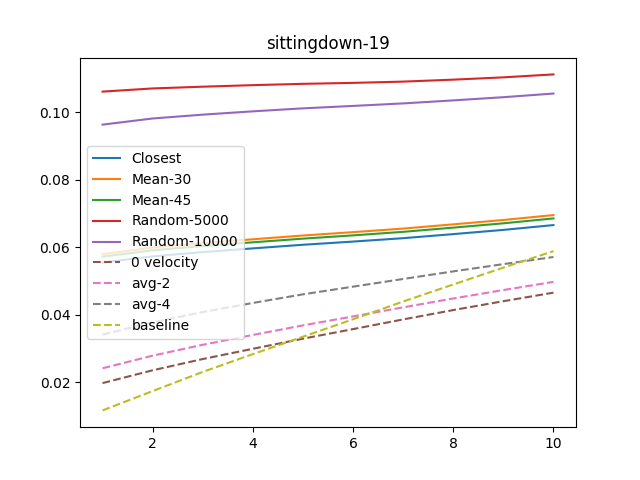 sittingdown-19
0.10
0.08
0.06
0.04
0.02
Closest
Mean-30
Mean-45
Random-5000
Random-10000
0 velocity
avg-2
avg-4
baseline
2 4 6 8 10